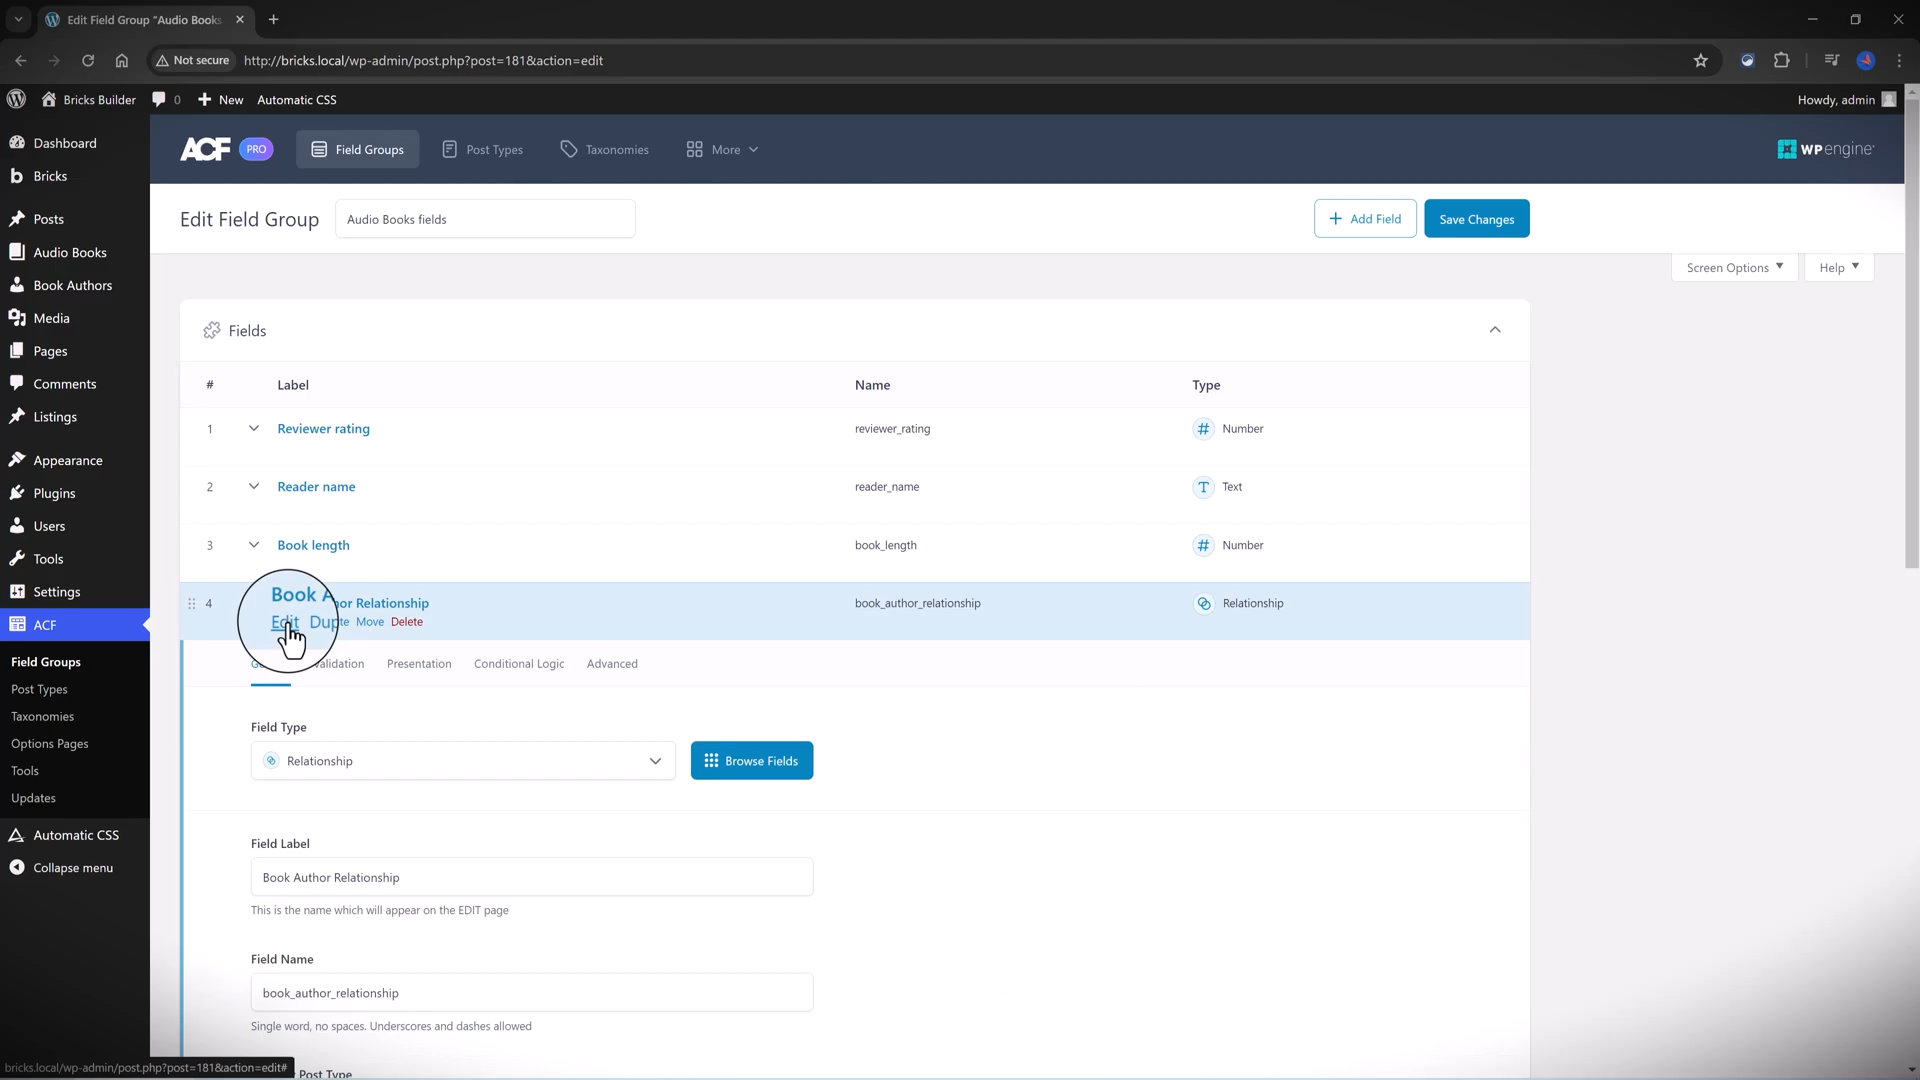 Edit Field Group "Audio Books
Not secure
http://bricks.local/wp-admin/post.php?post=181&action=edit
Bricks Builder
0
New
Automatic CSS
Howdy, admin
ACF
PRO
Field Groups
Post Types
Taxonomies
More
WP engine
Dashboard
Bricks
Posts
Audio Books
Book Authors
Media
Pages
Comments
Listings
Appearance
Plugins
Users
Tools
Settings
ACF
Field Groups
Post Types
Taxonomies
Options Pages
Tools
Updates
Automatic CSS
Collapse menu
Edit Field Group
Audio Books fields
Add Field
Save Changes
Screen Options
Help
Fields
# Label Name Type
1 Reviewer rating reviewer_rating # Number
2 Reader name reader_name T Text
3 Book length book_length # Number
4 Book A or Relationship book_author_relationship Relationship
Edit Dup te Move Delete
Validation Presentation Conditional Logic Advanced
Field Type
Relationship
Browse Fields
Field Label
Book Author Relationship
This is the name which will appear on the EDIT page
Field Name
book_author_relationship
Single word, no spaces. Underscores and dashes allowed
Post Type
bricks.local/wp-admin/post.php?post=181&action=edit#